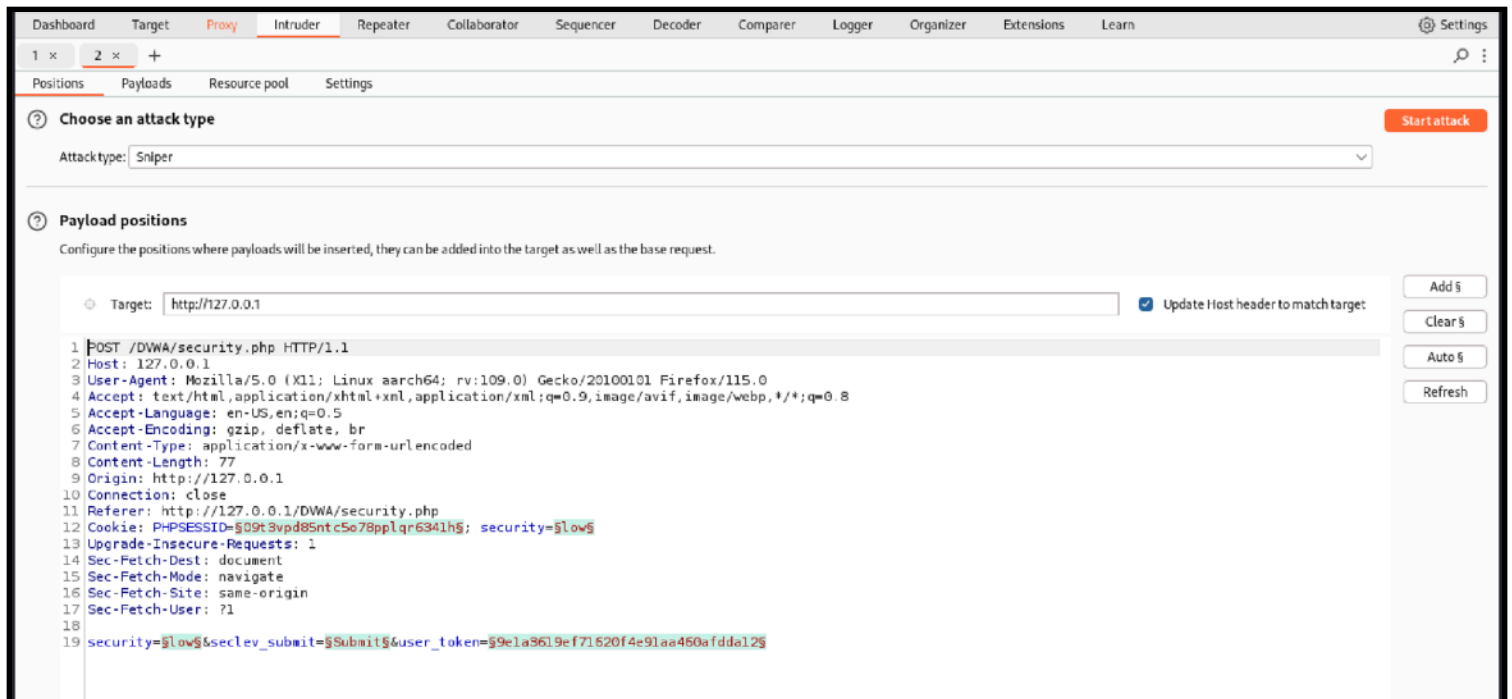 Dashboard Target Proxy Intruder Repeater Collaborator Sequencer Decoder Comparer Logger Organizer Extensions Learn Settings
1 × 2 × +
Positions Payloads Resource pool Settings
Choose an attack type
Start attack
Attack type: Sniper
Payload positions
Configure the positions where payloads will be inserted, they can be added into the target as well as the base request.
Add §
Target: http://127.0.0.1 Update Host header to match target
Clear §
Auto §
Refresh
1 POST /DVWA/security.php HTTP/1.1
2 Host: 127.0.0.1
3 User-Agent: Mozilla/5.0 (X11; Linux aarch64; rv:109.0) Gecko/20100101 Firefox/115.0
4 Accept: text/html,application/xhtml+xml,application/xml;q=0.9,image/avif,image/webp,*/*;q=0.8
5 Accept-Language: en-US,en;q=0.5
6 Accept-Encoding: gzip, deflate, br
7 Content-Type: application/x-www-form-urlencoded
8 Content-Length: 77
9 Origin: http://127.0.0.1
10 Connection: close
11 Referer: http://127.0.0.1/DVWA/security.php
12 Cookie: PHPSESSID=§09t3vpd85ntc5o78pplqr6341h§; security=§low§
13 Upgrade-Insecure-Requests: 1
14 Sec-Fetch-Dest: document
15 Sec-Fetch-Mode: navigate
16 Sec-Fetch-Site: same-origin
17 Sec-Fetch-User: ?1
18
19 security=§low§&seclev_submit=§Submit§&user_token=§9e1a3619ef71620f4e91aa460afdda12§